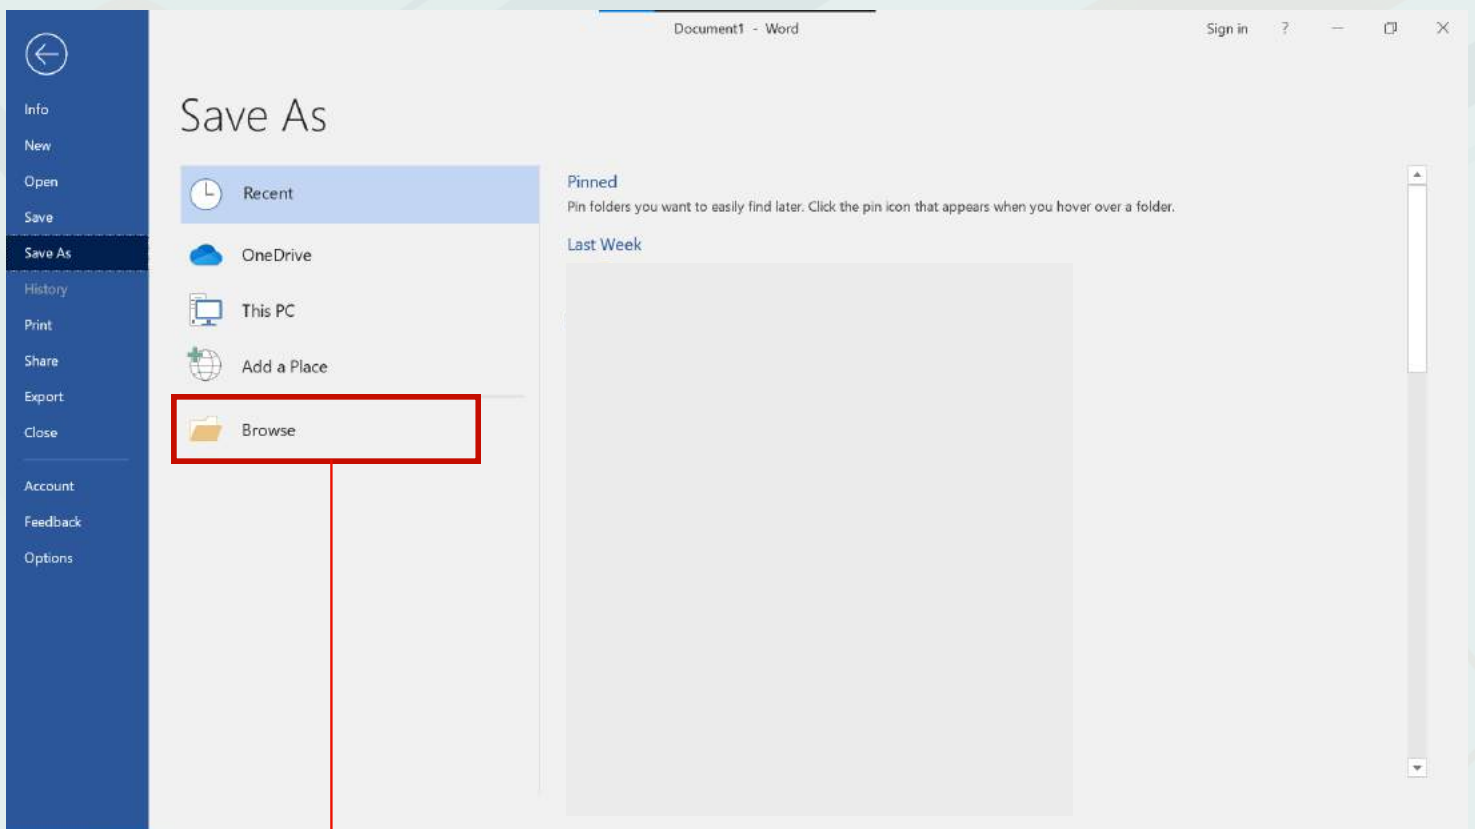 Document1 - Word
Sign in ?
Info
New
Open
Save
Save As
History
Print
Share
Export
Close
Account
Feedback
Options
Save As
Recent
OneDrive
This PC
Add a Place
Browse
Pinned
Pin folders you want to easily find later. Click the pin icon that appears when you hover over a folder.
Last Week